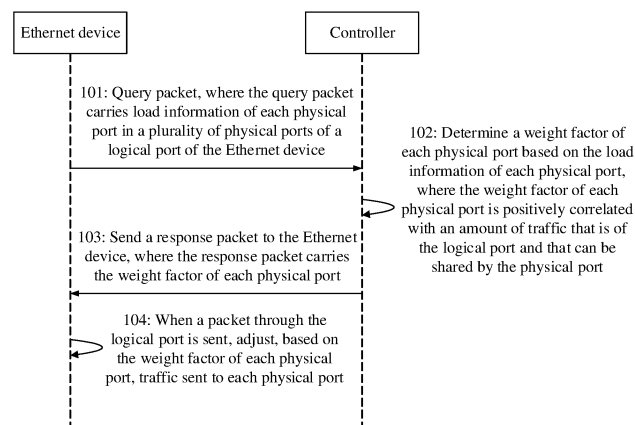 Ethernet device
Controller
101: Query packet, where the query packet
carries load information of each physical
port in a plurality of physical ports of a
logical port of the Ethernet device
102: Determine a weight factor of
each physical port based on the load
information of each physical port,
where the weight factor of each
physical port is positively correlated
with an amount of traffic that is of
the logical port and that can be
shared by the physical port
103: Send a response packet to the Ethernet
device, where the response packet carries
the weight factor of each physical port
104: When a packet through the
logical port is sent, adjust, based on
the weight factor of each physical
port, traffic sent to each physical port